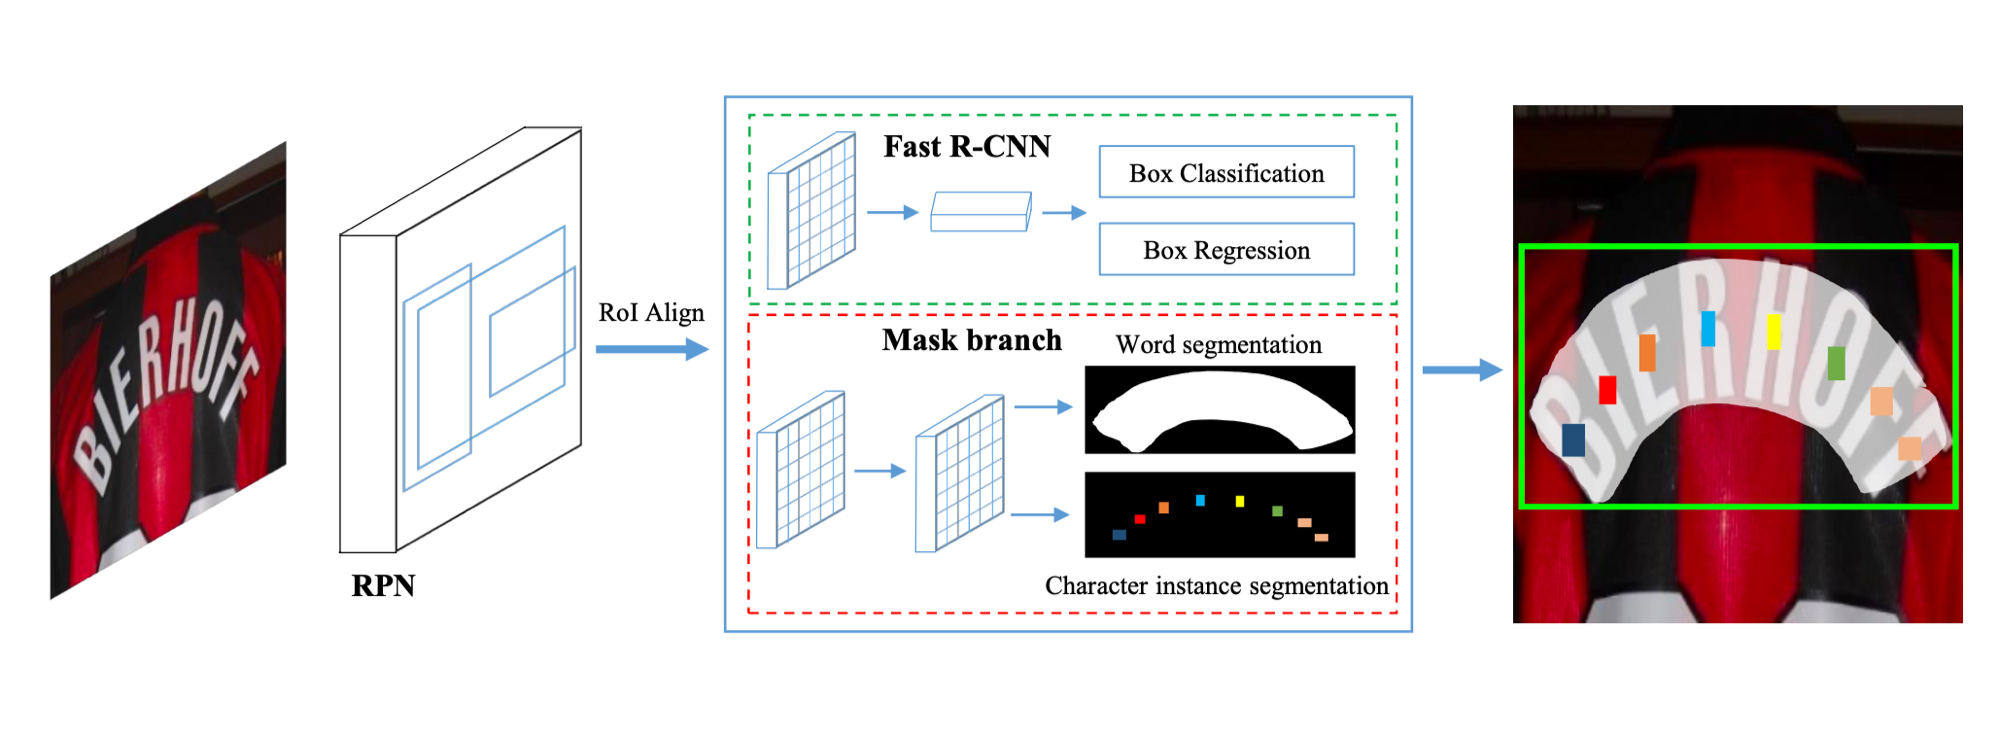 BIERHOFF
RPN
RoI Align
Fast R-CNN
Box Classification
Box Regression
Mask branch
Word segmentation
Character instance segmentation
BIERHOFF